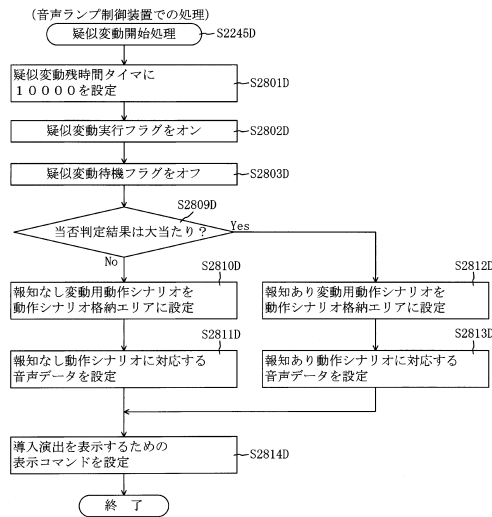 (音声ランプ制御装置での処理)
疑似変動開始処理
S2245D
疑似変動残時間タイマに
10000を設定
S2801D
疑似変動実行フラグをオン
S2802D
疑似変動待機フラグをオフ
S2803D
S2809D
当否判定結果は大当たり?
Yes
No
S2810D
報知なし変動用動作シナリオを
動作シナリオ格納エリアに設定
S2812D
報知あり変動用動作シナリオを
動作シナリオ格納エリアに設定
S2811D
報知なし動作シナリオに対応する
音声データを設定
S2813D
報知あり動作シナリオに対応する
音声データを設定
導入演出を表示するための
表示コマンドを設定
S2814D
終 了